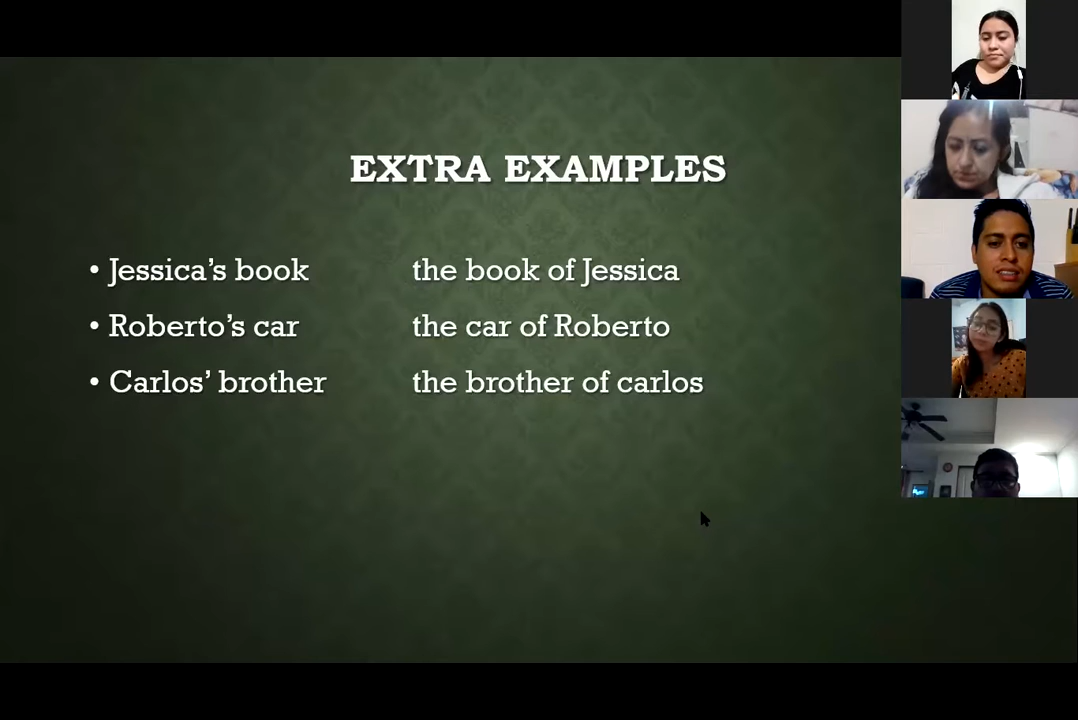 EXTRA EXAMPLES
• Jessica’s book the book of Jessica
• Roberto’s car the car of Roberto
• Carlos’ brother the brother of carlos